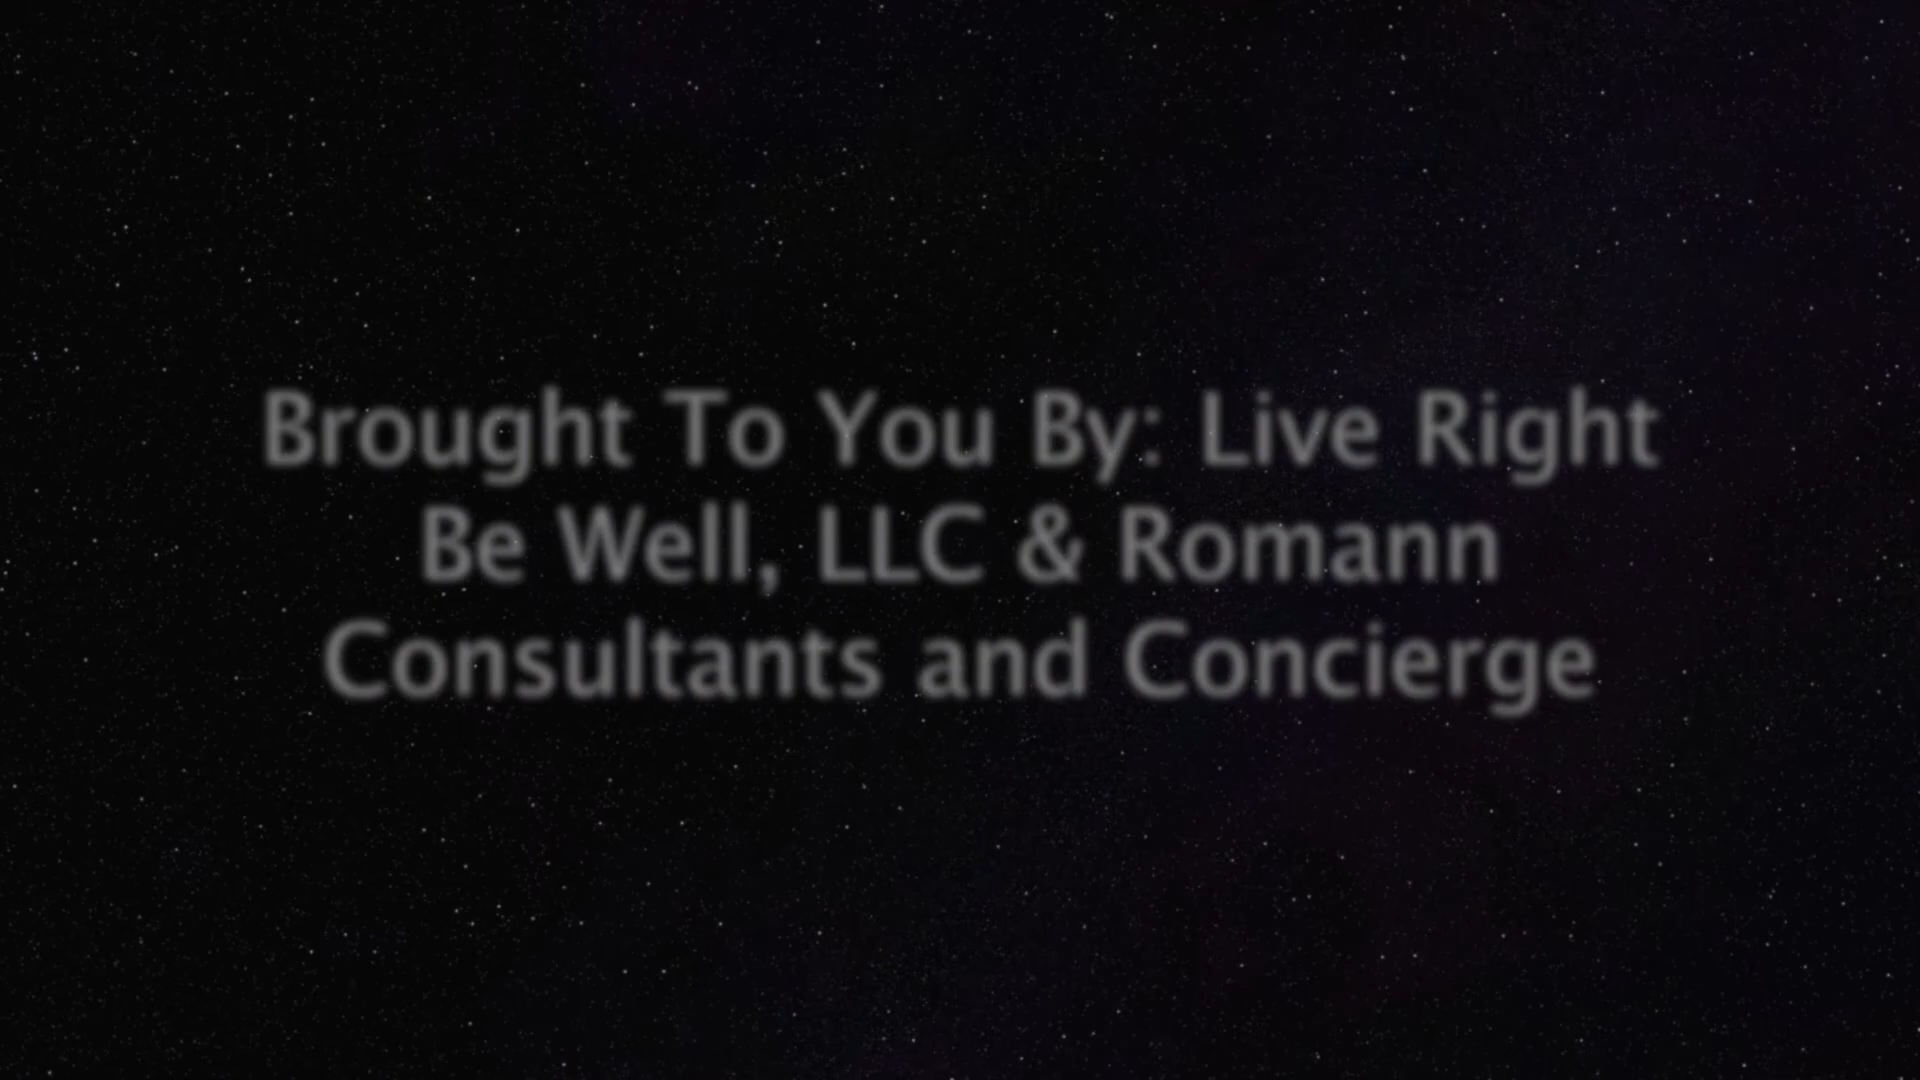 Brought To You By: Live Right
Be Well, LLC & Romann
Consultants and Concierge